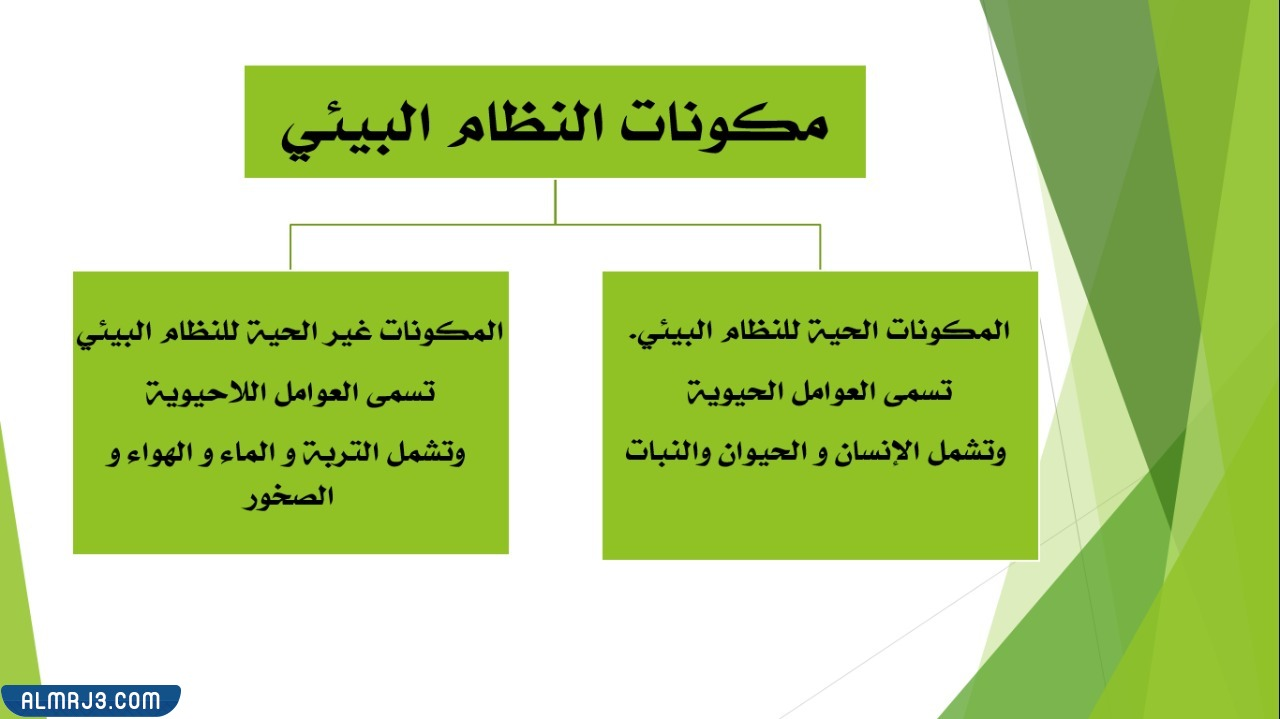 مكونات النظام البيئي
المكونات الحية للنظام البيئي.
تسمى العوامل الحيوية
وتشمل الإنسان و الحيوان والنبات
المكونات غير الحية للنظام البيئي
تسمى العوامل اللاحيوية
وتشمل التربة و الماء و الهواء و
الصخور
ALMRJ3.COM